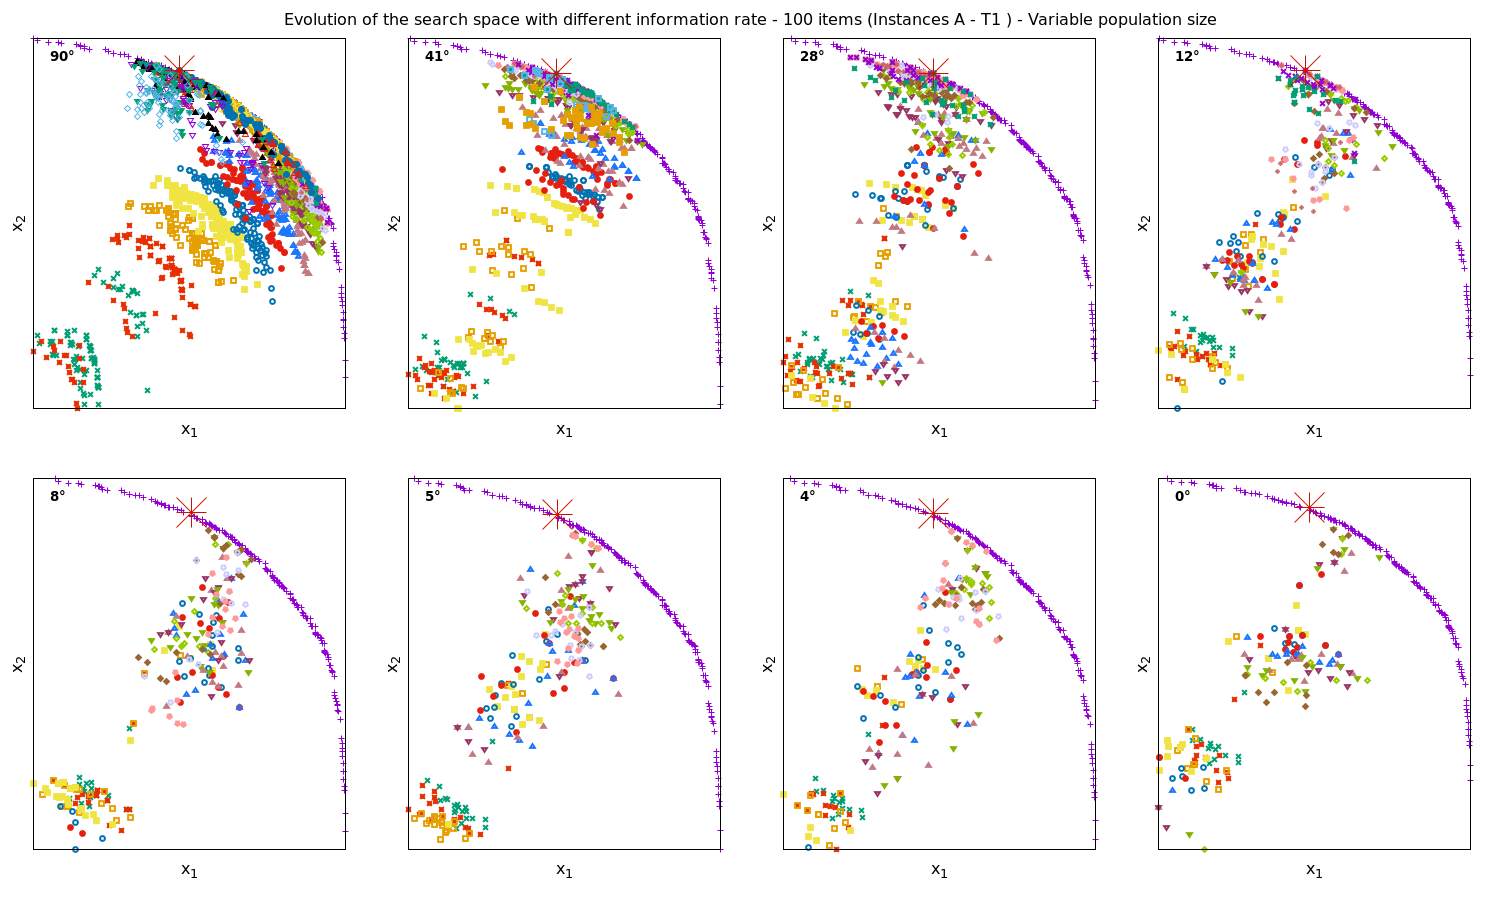 Evolution of the search space with different information rate - 100 items (Instances A - T1 ) - Variable population size
90° 41° 28° 12°
x2 x2 x2 x2
x1 x1 x1 x1
8° 5° 4° 0°
x2 x2 x2 x2
x1 x1 x1 x1